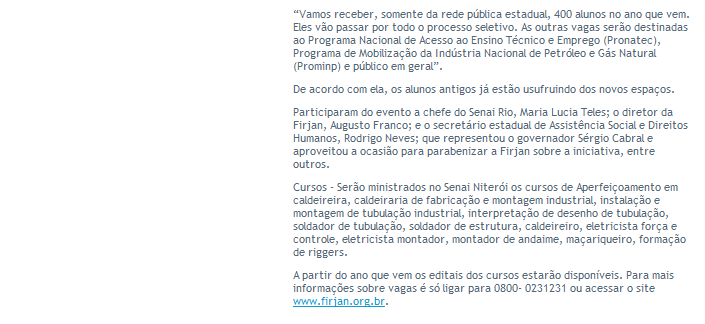 “Vamos receber, somente da rede pública estadual, 400 alunos no ano que vem.
Eles vão passar por todo o processo seletivo. As outras vagas serão destinadas
ao Programa Nacional de Acesso ao Ensino Técnico e Emprego (Pronatec),
Programa de Mobilização da Indústria Nacional de Petróleo e Gás Natural
(Prominp) e público em geral”.
De acordo com ela, os alunos antigos já estão usufruindo dos novos espaços.
Participaram do evento a chefe do Senai Rio, Maria Lucia Teles; o diretor da
Firjan, Augusto Franco; e o secretário estadual de Assistência Social e Direitos
Humanos, Rodrigo Neves; que representou o governador Sérgio Cabral e
aproveitou a ocasião para parabenizar a Firjan sobre a iniciativa, entre
outros.
Cursos - Serão ministrados no Senai Niterói os cursos de Aperfeiçoamento em
caldeireira, caldeiraria de fabricação e montagem industrial, instalação e
montagem de tubulação industrial, interpretação de desenho de tubulação,
soldador de tubulação, soldador de estrutura, caldeireiro, eletricista força e
controle, eletricista montador, montador de andaime, maçariqueiro, formação
de riggers.
A partir do ano que vem os editais dos cursos estarão disponíveis. Para mais
informações sobre vagas é só ligar para 0800- 0231231 ou acessar o site
www.firjan.org.br.